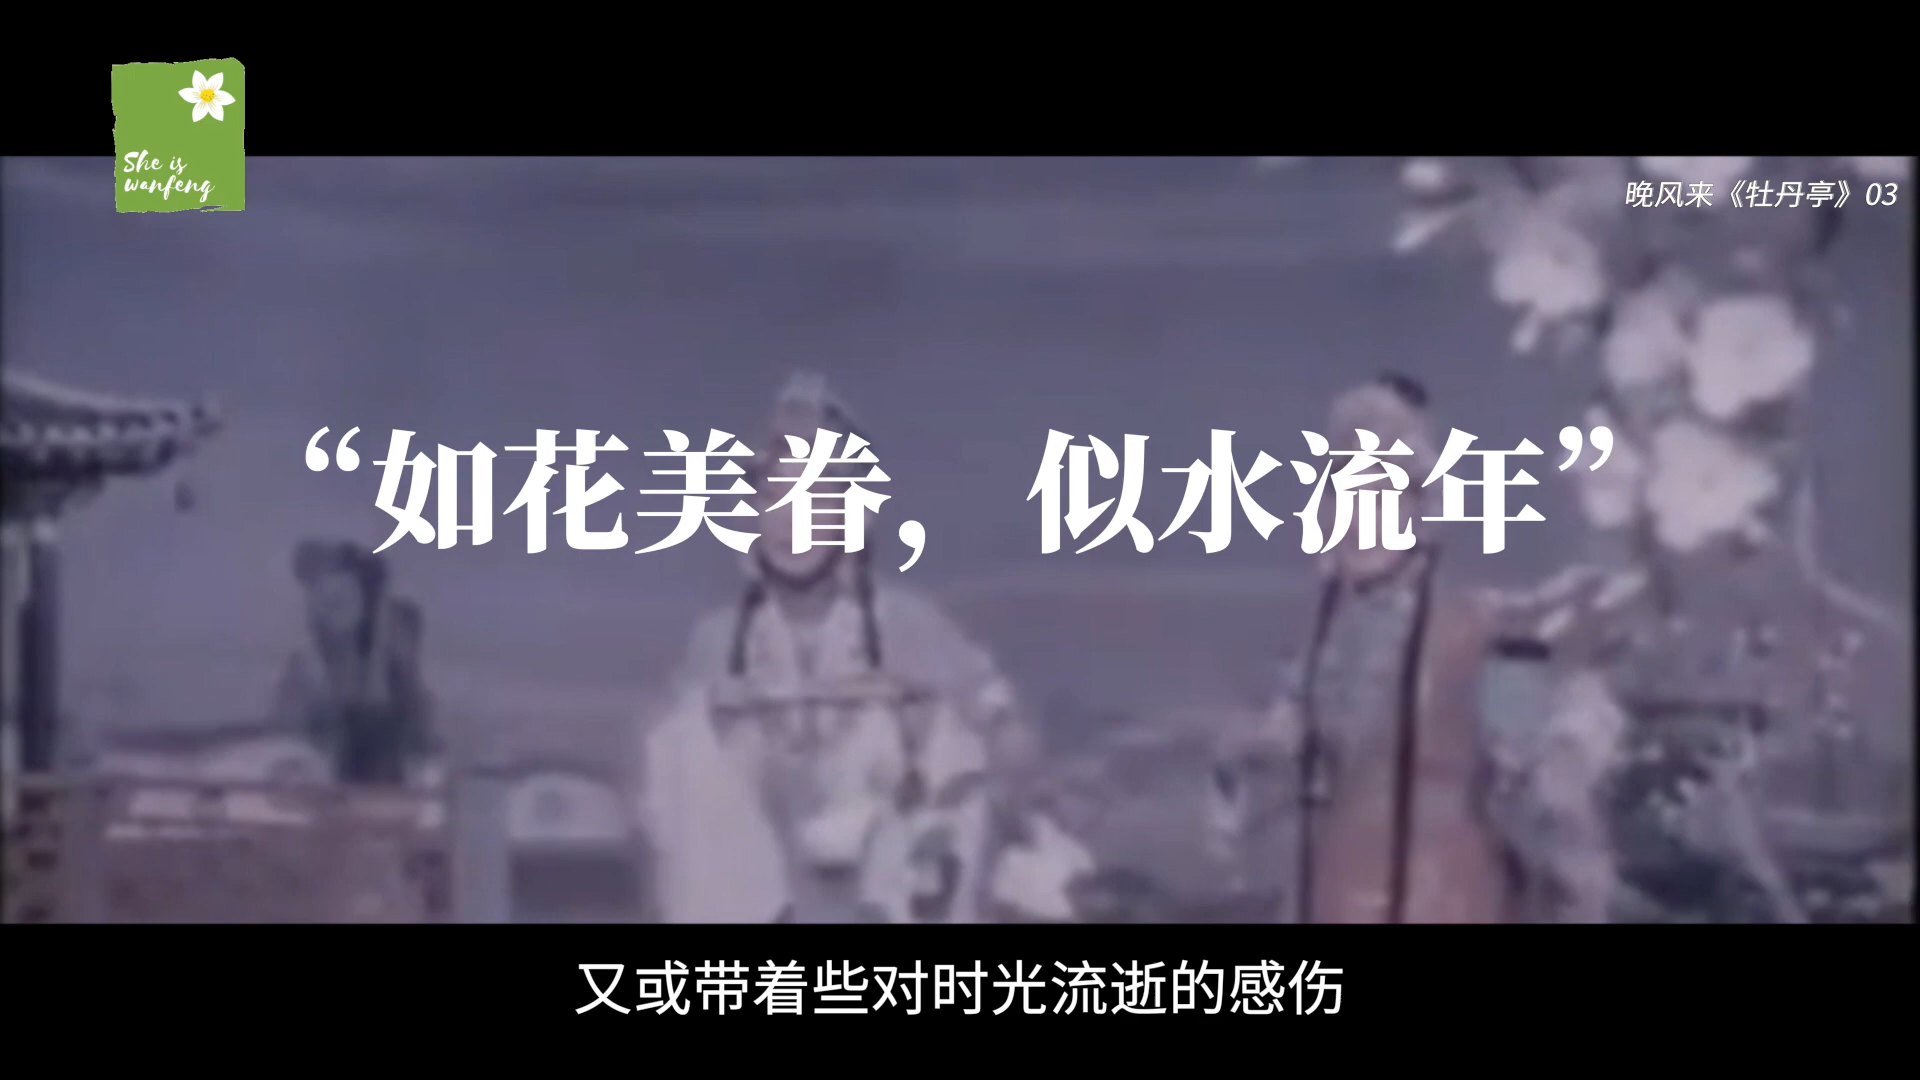 She is
wanfeng
晚风来《牡丹亭》03
“如花美眷，似水流年”
又或带着些对时光流逝的感伤